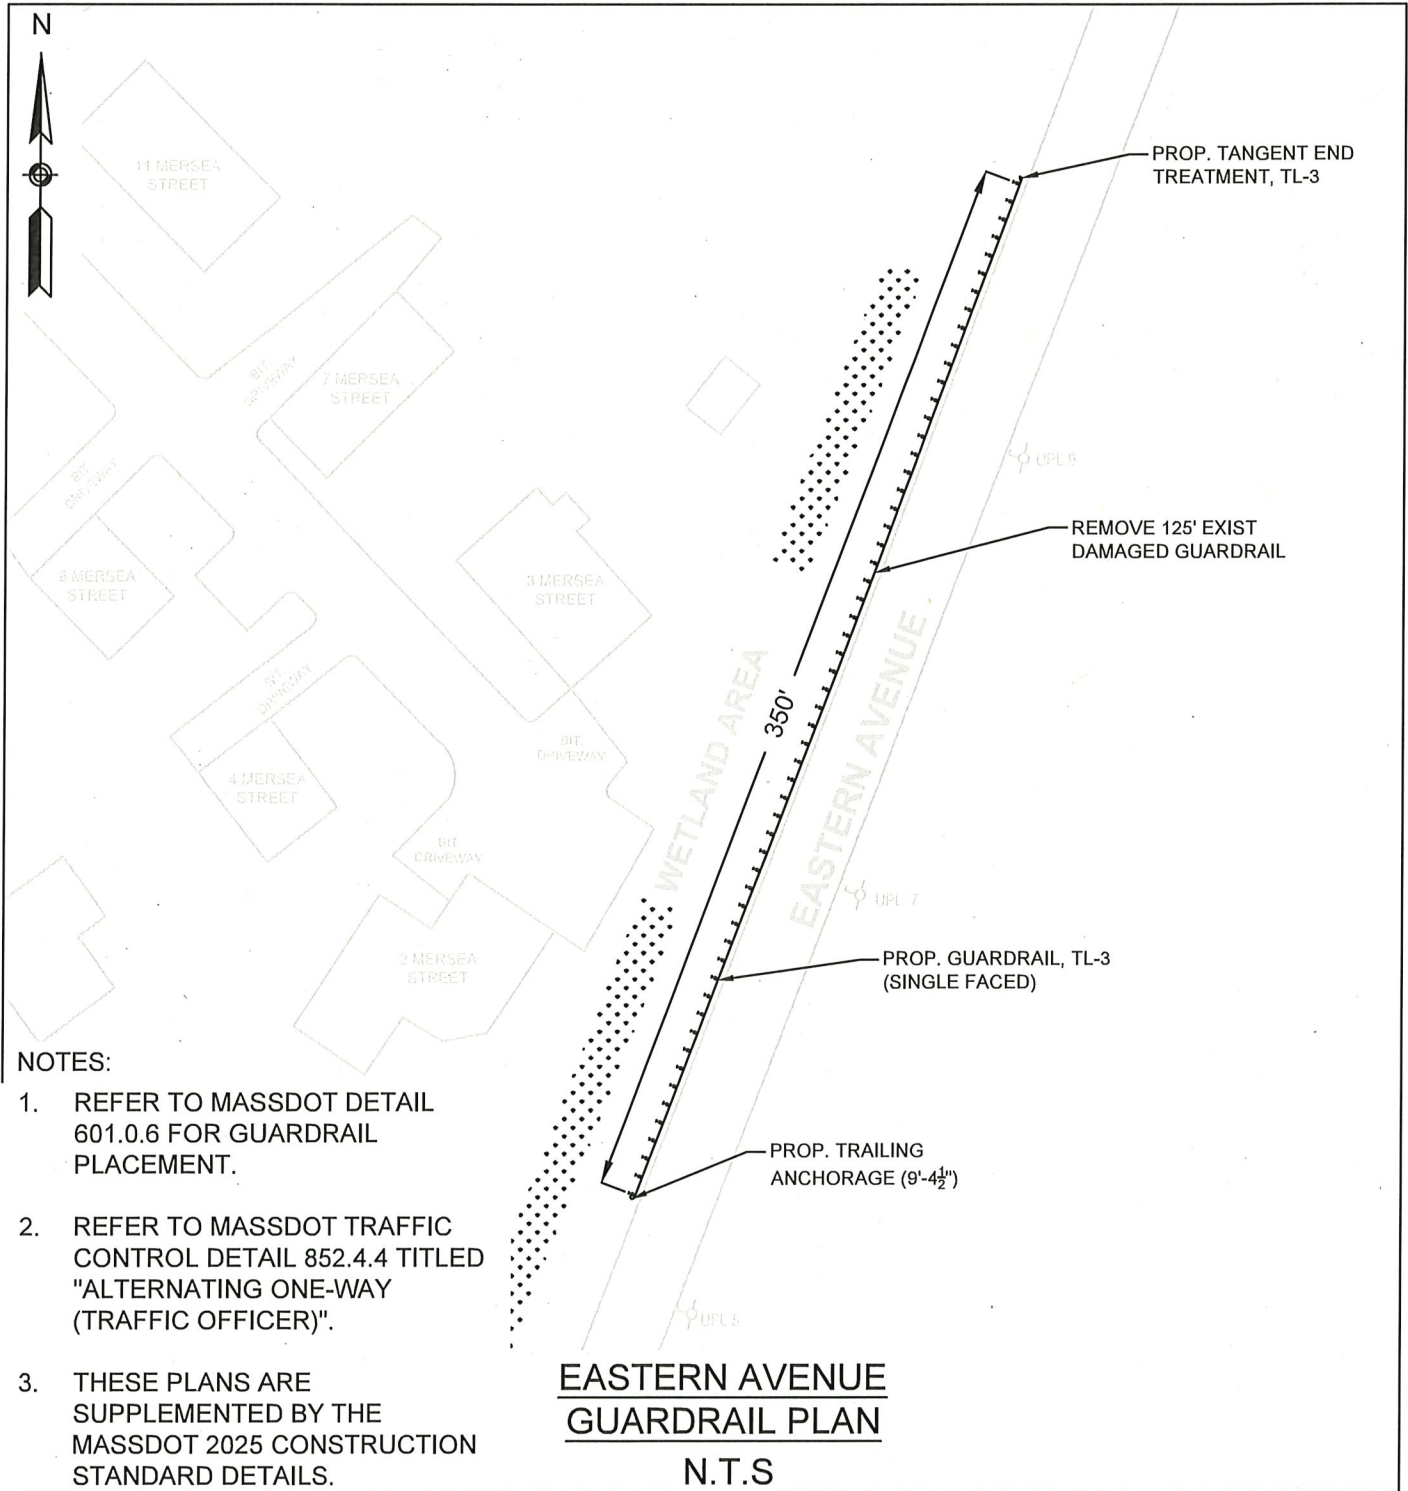 N
11 MERSEA
STREET
PROP. TANGENT END
TREATMENT, TL-3
BIT.
DRIVEWAY
7 MERSEA
STREET
UPL 9
BIT.
DRIVEWAY
REMOVE 125' EXIST
DAMAGED GUARDRAIL
MERSEA
STREET
3 MERSEA
STREET
BIT.
DRIVEWAY
WETLAND AREA
350'
EASTERN AVENUE
BIT.
DRIVEWAY
4 MERSEA
STREET
BIT.
DRIVEWAY
UPL 7
2 MERSEA
STREET
PROP. GUARDRAIL, TL-3
(SINGLE FACED)
PROP. TRAILING
ANCHORAGE (9'-4½")
UPL 5
NOTES:
1. REFER TO MASSDOT DETAIL
601.0.6 FOR GUARDRAIL
PLACEMENT.
2. REFER TO MASSDOT TRAFFIC
CONTROL DETAIL 852.4.4 TITLED
"ALTERNATING ONE-WAY
(TRAFFIC OFFICER)".
3. THESE PLANS ARE
SUPPLEMENTED BY THE
MASSDOT 2025 CONSTRUCTION
STANDARD DETAILS.
EASTERN AVENUE
GUARDRAIL PLAN
N.T.S